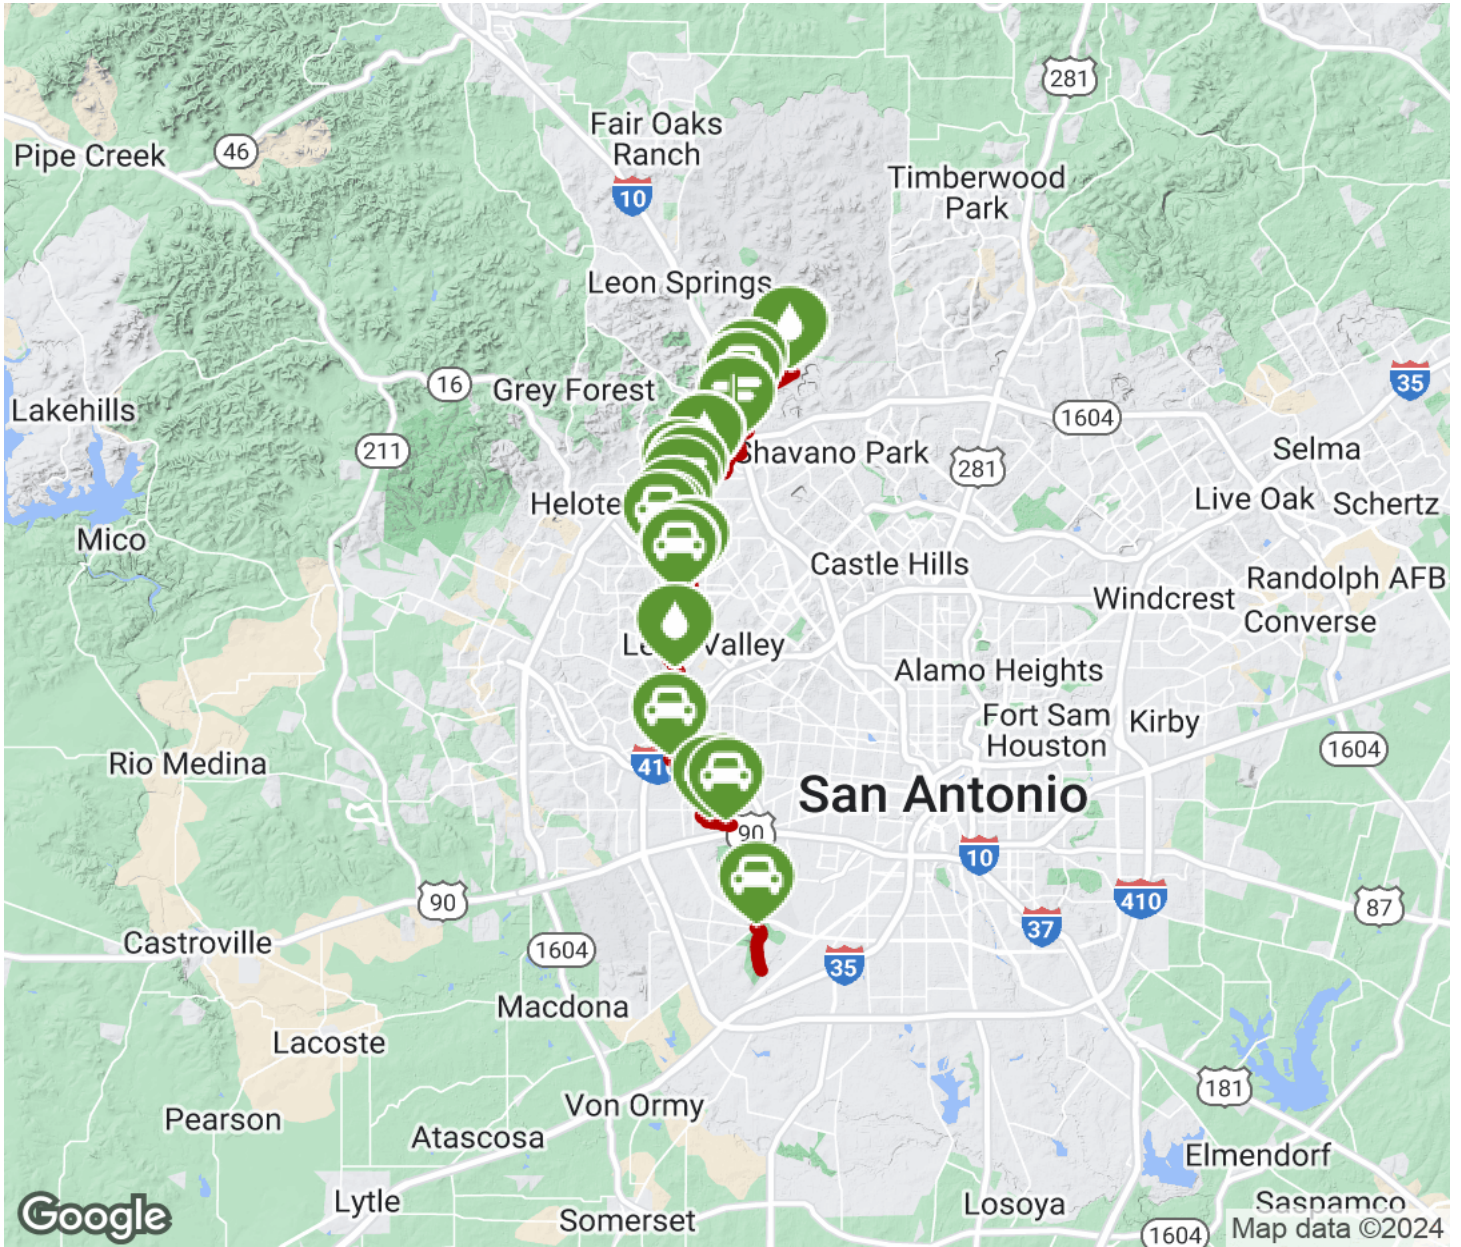 281
Fair Oaks
Ranch
46
Pipe Creek
Timberwood
Park
10
Leon Springs
16
Grey Forest
35
Lakehills
1604
211
Shavano Park
Selma
281
Helote
Live Oak
Schertz
Mico
Castle Hills
Randolph AFB
Windcrest
Converse
Valley
Alamo Heights
Fort Sam
Houston
Kirby
1604
Rio Medina
San Antonio
90
10
90
410
87
37
Castroville
1604
35
Macdona
Lacoste
181
Von Ormy
Pearson
Atascosa
Elmendorf
Lytle
Losoya
Saspamco
Google
Somerset
1604
Map data ©2024